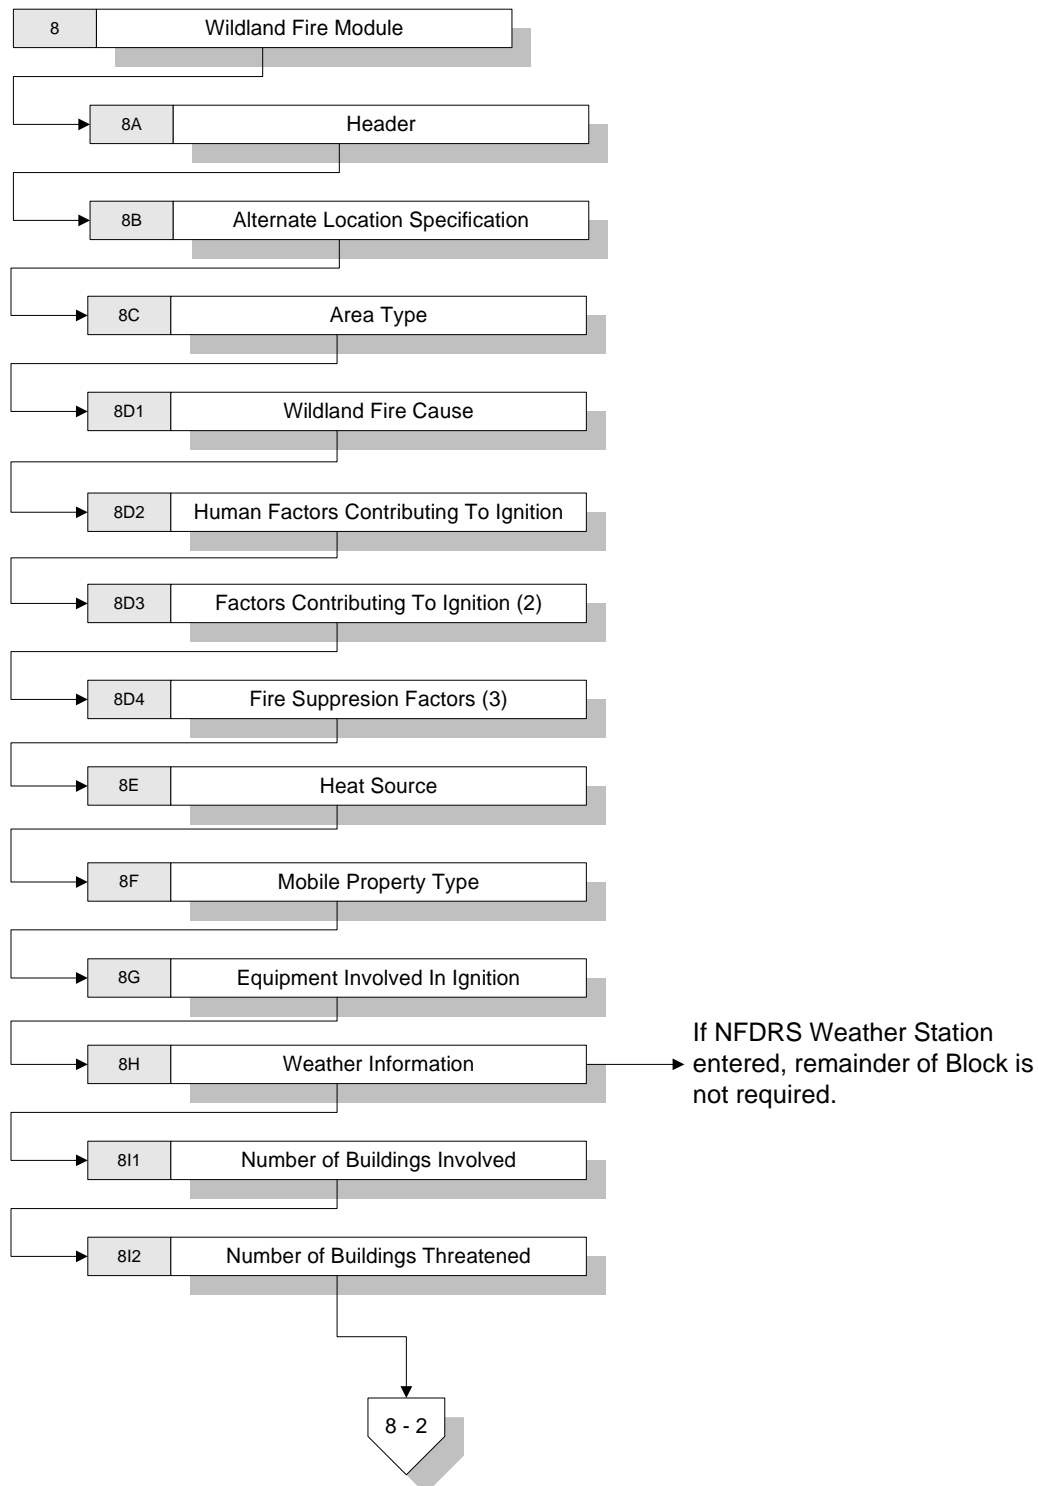 8 Wildland Fire Module
8A Header
8B Alternate Location Specification
8C Area Type
8D1 Wildland Fire Cause
8D2 Human Factors Contributing To Ignition
8D3 Factors Contributing To Ignition (2)
8D4 Fire Suppresion Factors (3)
8E Heat Source
8F Mobile Property Type
8G Equipment Involved In Ignition
8H Weather Information
If NFDRS Weather Station
entered, remainder of Block is
not required.
8I1 Number of Buildings Involved
8I2 Number of Buildings Threatened
8 - 2